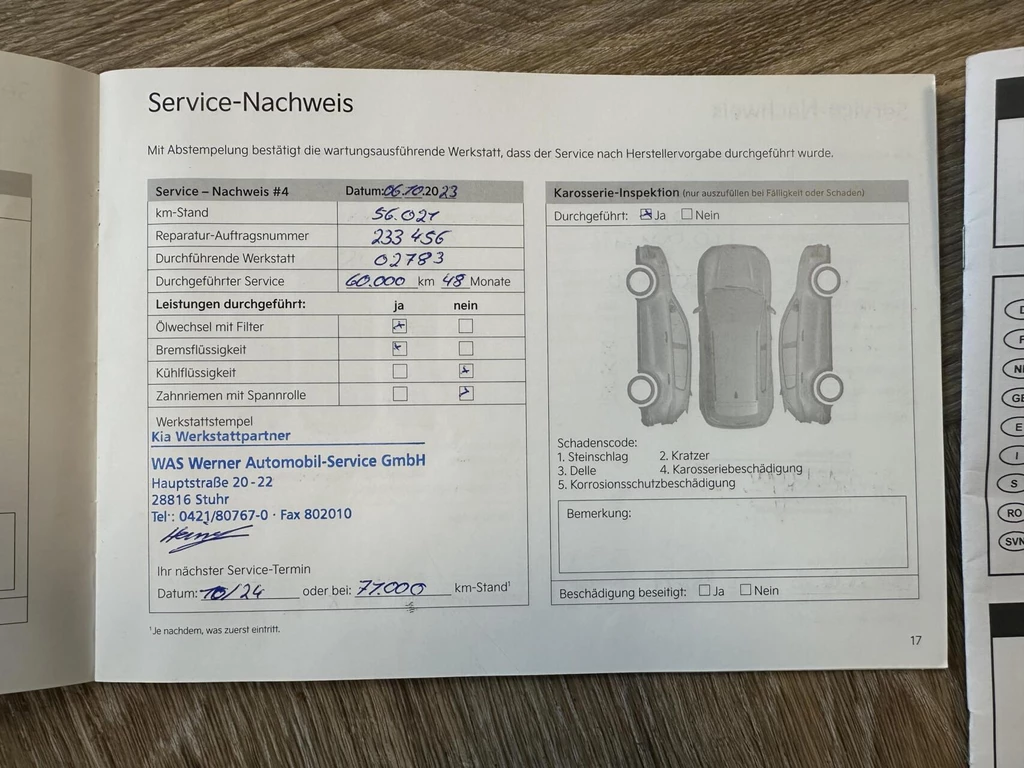 Service-Nachweis
Mit Abstempelung bestätigt die wartungsausführende Werkstatt, dass der Service nach Herstellervorgabe durchgeführt wurde.
Service – Nachweis #4 Datum: 06.10.2023
km-Stand 56.021
Reparatur-Auftragsnummer 233 456
Durchführende Werkstatt 02783
Durchgeführter Service 60.000 km 48 Monate
Leistungen durchgeführt: ja nein
Ölwechsel mit Filter
Bremsflüssigkeit
Kühlflüssigkeit
Zahnriemen mit Spannrolle
Werkstattstempel
Kia Werkstattpartner
WAS Werner Automobil-Service GmbH
Hauptstraße 20-22
28816 Stuhr
Tel.: 0421/80767-0 · Fax 802010
Ihr nächster Service-Termin
Datum: 10/24 oder bei: 77.000 km-Stand¹
¹Je nachdem, was zuerst eintritt.
Karosserie-Inspektion (nur auszufüllen bei Fälligkeit oder Schaden)
Durchgeführt: Ja Nein
Schadenscode:
1. Steinschlag 2. Kratzer
3. Delle 4. Karosseriebeschädigung
5. Korrosionsschutzbeschädigung
Bemerkung:
Beschädigung beseitigt: Ja Nein
17
D
F
GE
E
I
S
RO
SVN